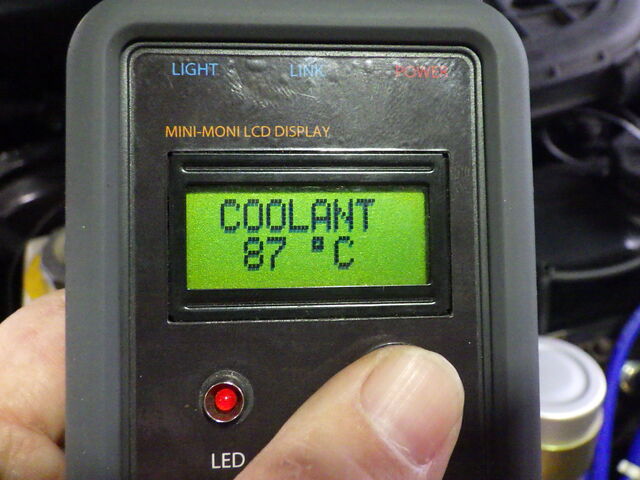 LIGHT LINK POWER
MINI-MONI LCD DISPLAY
COOLANT
87 °C
LED